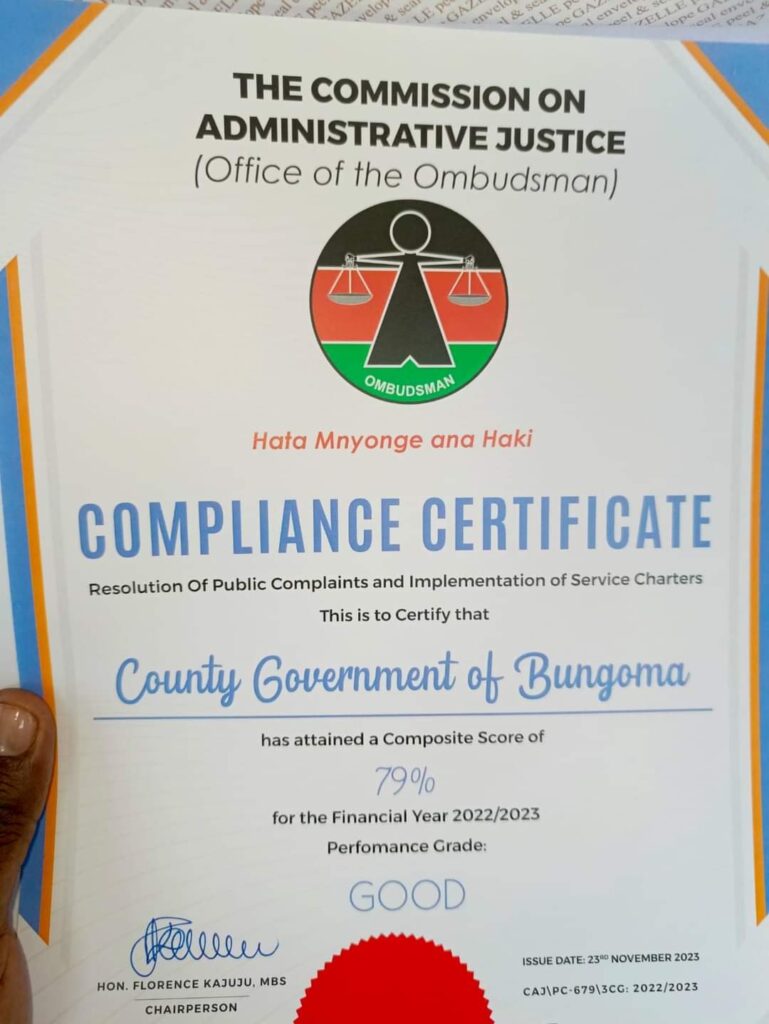 THE COMMISSION ON
ADMINISTRATIVE JUSTICE
(Office of the Ombudsman)
OMBUDSMAN
Hata Mnyonge ana Haki
COMPLIANCE CERTIFICATE
Resolution Of Public Complaints and Implementation of Service Charters
This is to Certify that
County Government of Bungoma
has attained a Composite Score of
79%
for the Financial Year 2022/2023
Perfomance Grade:
GOOD
HON. FLORENCE KAJUJU, MBS
CHAIRPERSON
ISSUE DATE: 23RD NOVEMBER 2023
CAJ\PC-679\3CG: 2022/2023